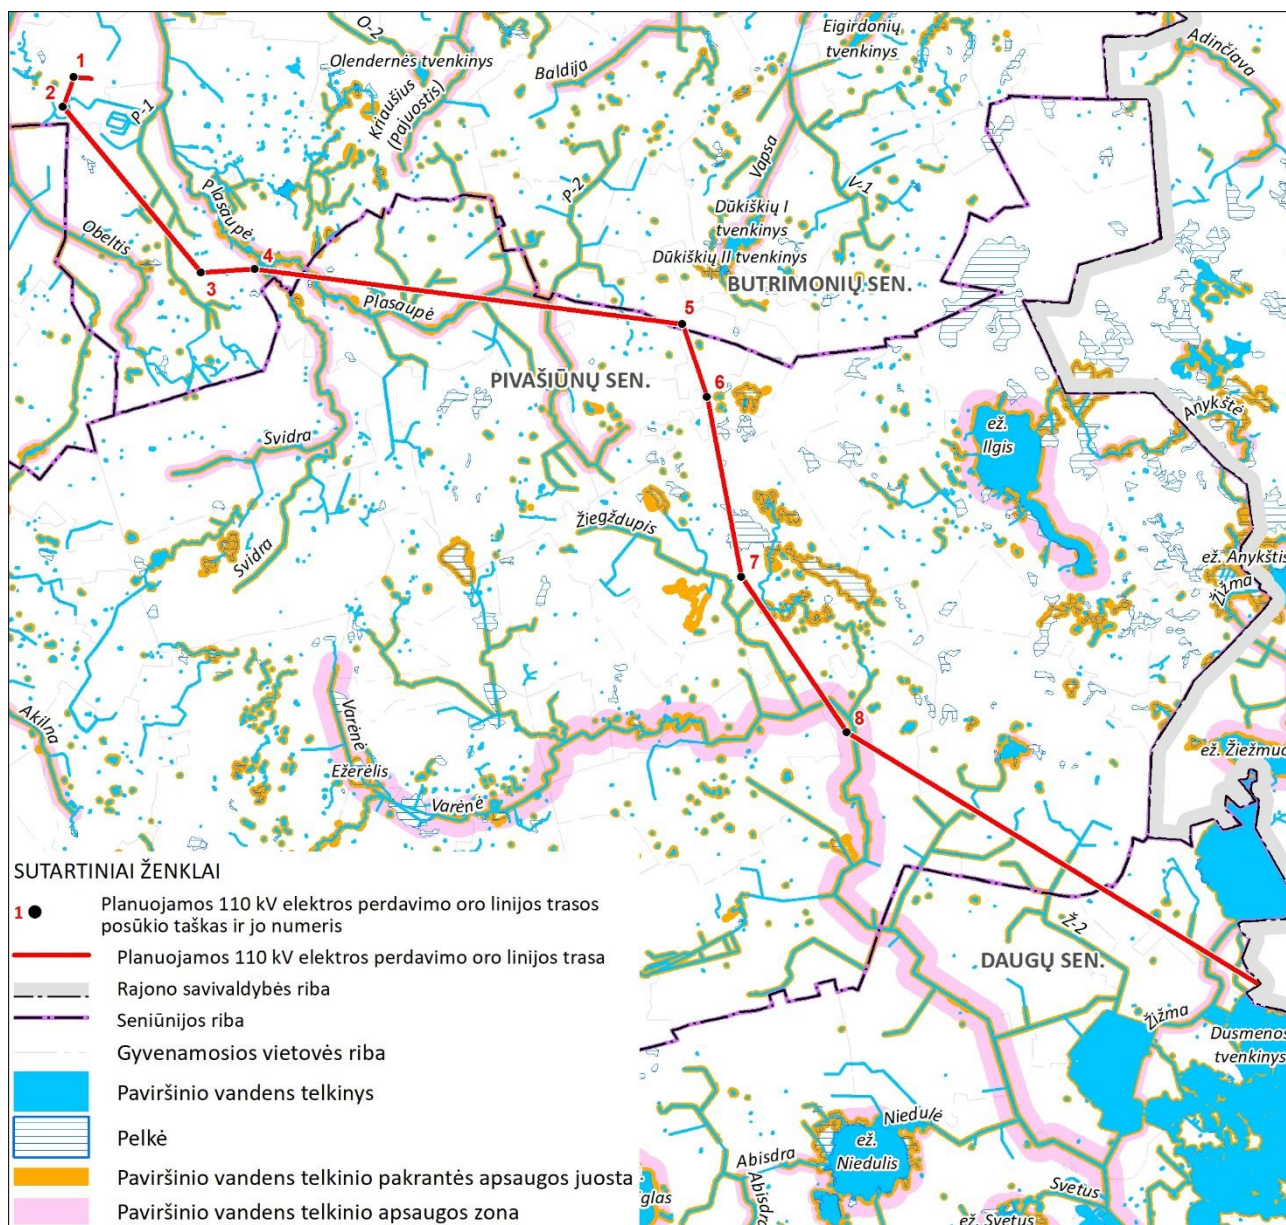 O-2
Eigirdonių
tvenkinys
Adinčiava
Olendernės tvenkinys
Baldija
Kriaušius
(Pajuostis)
1
2
P-1
Vapsa
V-1
P-2
Plasaupė
Dūkiškių I
tvenkinys
Dūkiškių II tvenkinys
Obeltis
4
3
BUTRIMONIŲ SEN.
Plasaupė
5
PIVAŠIŪNŲ SEN.
6
Anykštė
ež.
Ilgis
Svidra
Žiegždupis
Svidra
7
ež. Anykštis
Žižma
Akilna
Varėnė
8
ež. Žiežmuo
Ežerėlis
Varėnė
SUTARTINIAI ŽENKLAI
1 Planuojamos 110 kV elektros perdavimo oro linijos trasos
posūkio taškas ir jo numeris
Planuojamos 110 kV elektros perdavimo oro linijos trasa
Rajono savivaldybės riba
Seniūnijos riba
Gyvenamosios vietovės riba
Paviršinio vandens telkinys
Pelkė
Paviršinio vandens telkinio pakrantės apsaugos juosta
Paviršinio vandens telkinio apsaugos zona
Ž-2
DAUGŲ SEN.
Žižma
Dusmenos
tvenkinys
Niedulė
ež.
Niedulis
Abisdra
Abisdra
Svetus
iglas
ež. Svetus